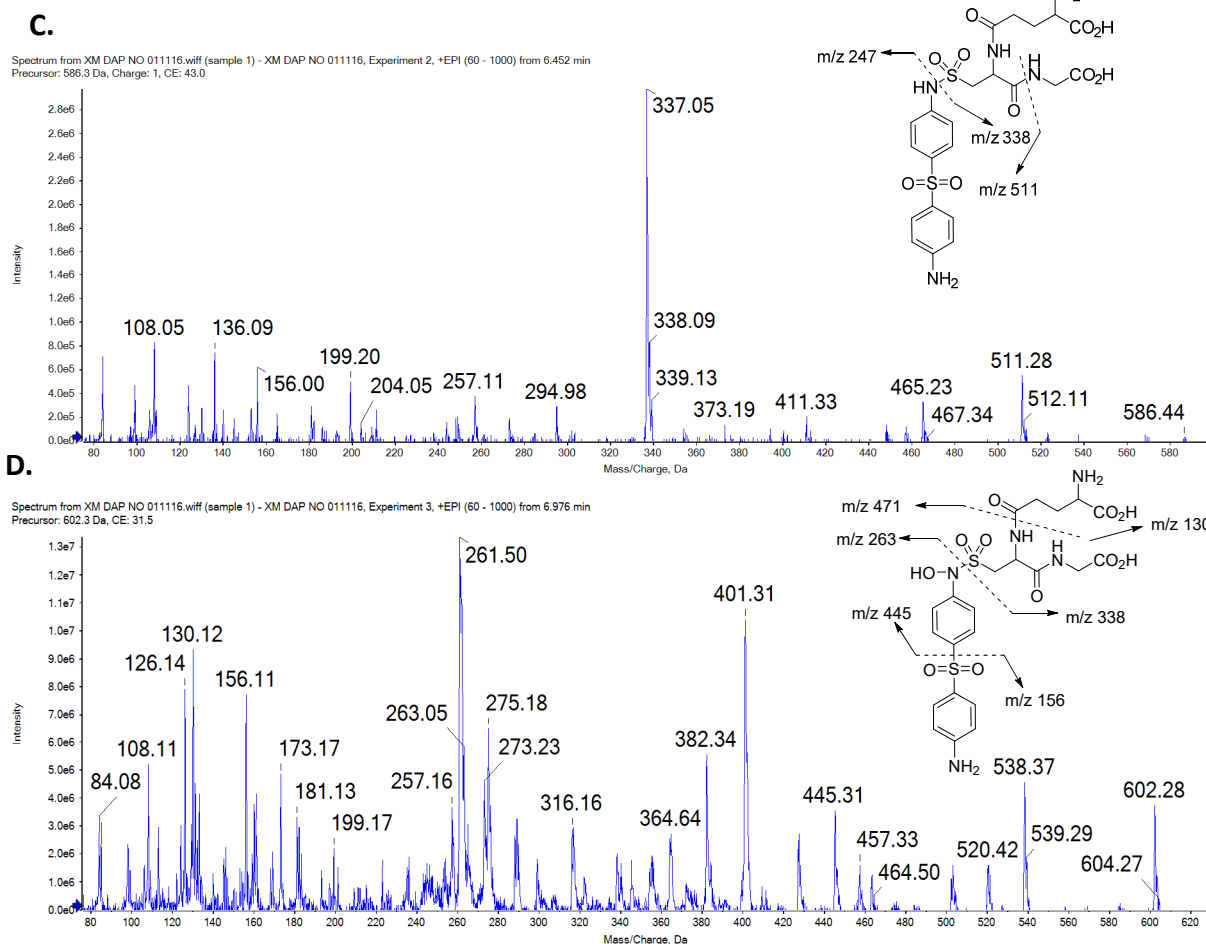 C.
Spectrum from XM DAP NO 011116.wiff (sample 1) - XM DAP NO 011116, Experiment 2, +EPI (60 - 1000) from 6.452 min
Precursor: 586.3 Da, Charge: 1, CE: 43.0
O
CO₂H
NH
m/z 247
O O
S
H
N
CO₂H
HN
O
m/z 338
O=S=O
m/z 511
NH₂
Intensity
2.8e6
2.6e6
2.4e6
2.2e6
2.0e6
1.8e6
1.6e6
1.4e6
1.2e6
1.0e6
8.0e5
6.0e5
4.0e5
2.0e5
0.0e0
337.05
338.09
339.13
108.05
136.09
156.00
199.20
204.05
257.11
294.98
373.19
411.33
465.23
467.34
511.28
512.11
586.44
80 100 120 140 160 180 200 220 240 260 280 300 320 340 360 380 400 420 440 460 480 500 520 540 560 580
Mass/Charge, Da
D.
Spectrum from XM DAP NO 011116.wiff (sample 1) - XM DAP NO 011116, Experiment 3, +EPI (60 - 1000) from 6.976 min
Precursor: 602.3 Da, CE: 31.5
NH₂
O
CO₂H
m/z 471
m/z 130
NH
m/z 263
O O
S
H
N
CO₂H
HO-N
O
m/z 338
m/z 445
O=S=O
m/z 156
NH₂
Intensity
1.3e7
1.2e7
1.1e7
1.0e7
9.0e6
8.0e6
7.0e6
6.0e6
5.0e6
4.0e6
3.0e6
2.0e6
1.0e6
0.0e0
84.08
108.11
126.14
130.12
156.11
173.17
181.13
199.17
257.16
261.50
263.05
275.18
273.23
316.16
364.64
382.34
401.31
445.31
457.33
464.50
520.42
538.37
539.29
602.28
604.27
80 100 120 140 160 180 200 220 240 260 280 300 320 340 360 380 400 420 440 460 480 500 520 540 560 580 600 620
Mass/Charge, Da